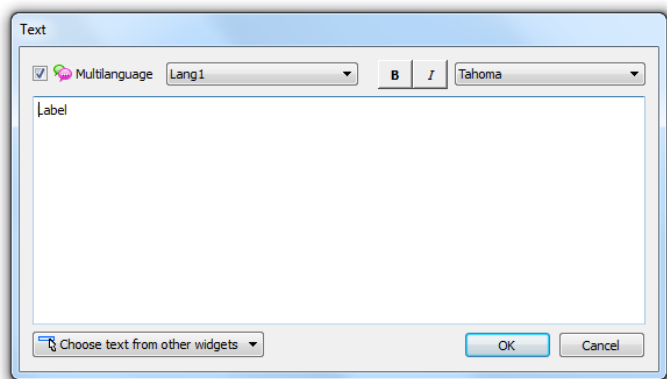 Text
Multilanguage Lang1 B I Tahoma
Label
Choose text from other widgets OK Cancel